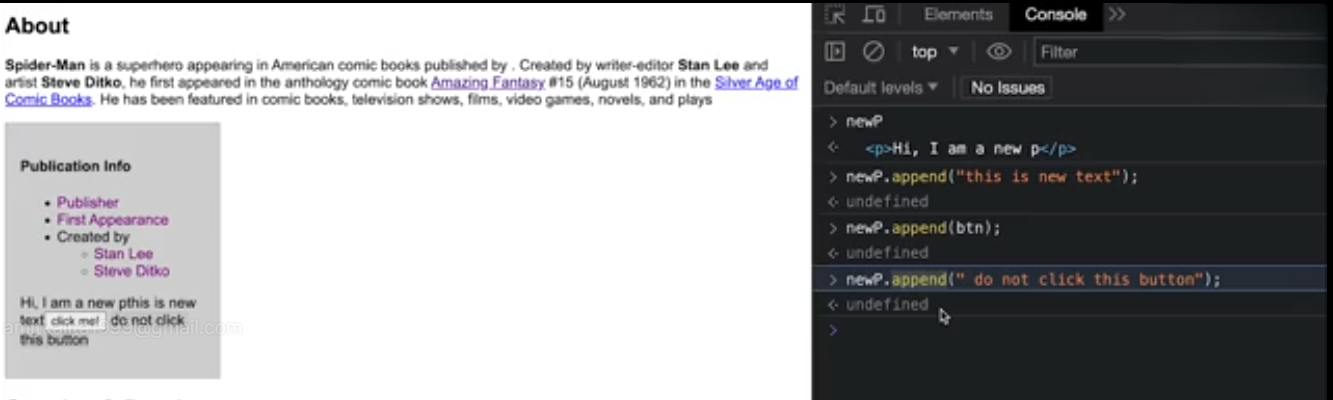 About
Spider-Man is a superhero appearing in American comic books published by . Created by writer-editor Stan Lee and
artist Steve Ditko, he first appeared in the anthology comic book Amazing Fantasy #15 (August 1962) in the Silver Age of
Comic Books. He has been featured in comic books, television shows, films, video games, novels, and plays
Publication Info
• Publisher
• First Appearance
• Created by
◦ Stan Lee
◦ Steve Ditko
Hi, I am a new pthis is new
text click me! do not click
this button
Elements Console >>
top ▼ Filter
Default levels ▼ No Issues
> newP
<p>Hi, I am a new p</p>
> newP.append("this is new text");
undefined
> newP.append(btn);
undefined
> newP.append(" do not click this button");
undefined
>